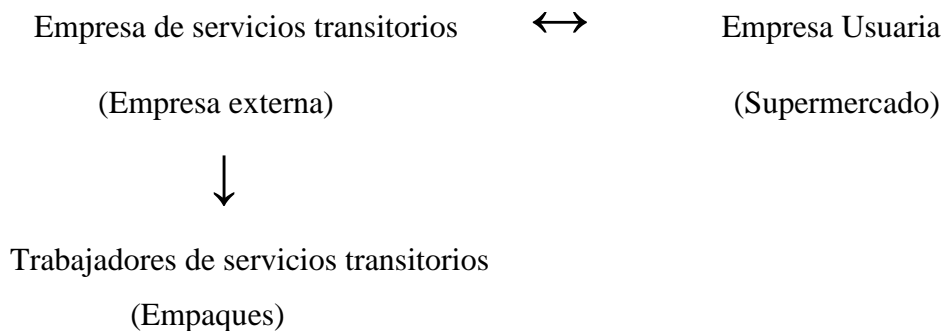 Empresa de servicios transitorios ↔ Empresa Usuaria
(Empresa externa) (Supermercado)
↓
Trabajadores de servicios transitorios
(Empaques)